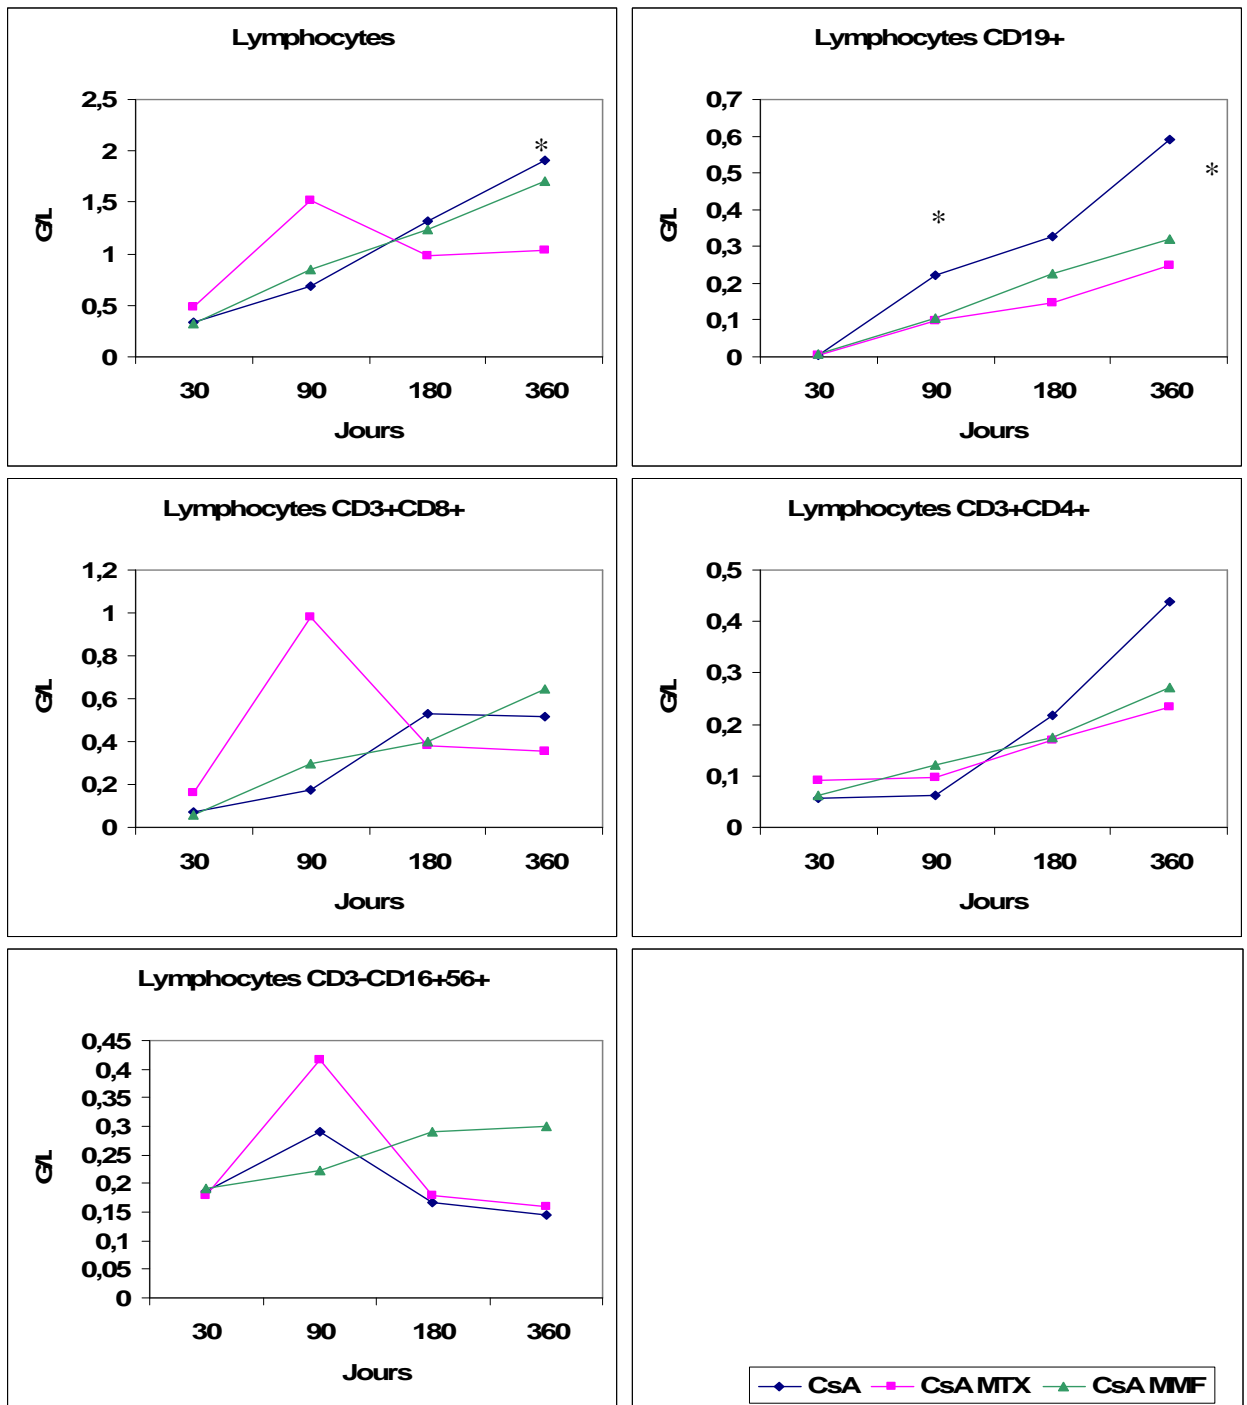 Lymphocytes
*
2,5
2
1,5
1
0,5
0
G/L
30 90 180 360
Jours
Lymphocytes CD19+
*
*
0,7
0,6
0,5
0,4
0,3
0,2
0,1
0
G/L
30 90 180 360
Jours
Lymphocytes CD3+CD8+
1,2
1
0,8
0,6
0,4
0,2
0
G/L
30 90 180 360
Jours
Lymphocytes CD3+CD4+
0,5
0,4
0,3
0,2
0,1
0
G/L
30 90 180 360
Jours
Lymphocytes CD3-CD16+56+
0,45
0,4
0,35
0,3
0,25
0,2
0,15
0,1
0,05
0
G/L
30 90 180 360
Jours
CsA CsA MTX CsA MMF